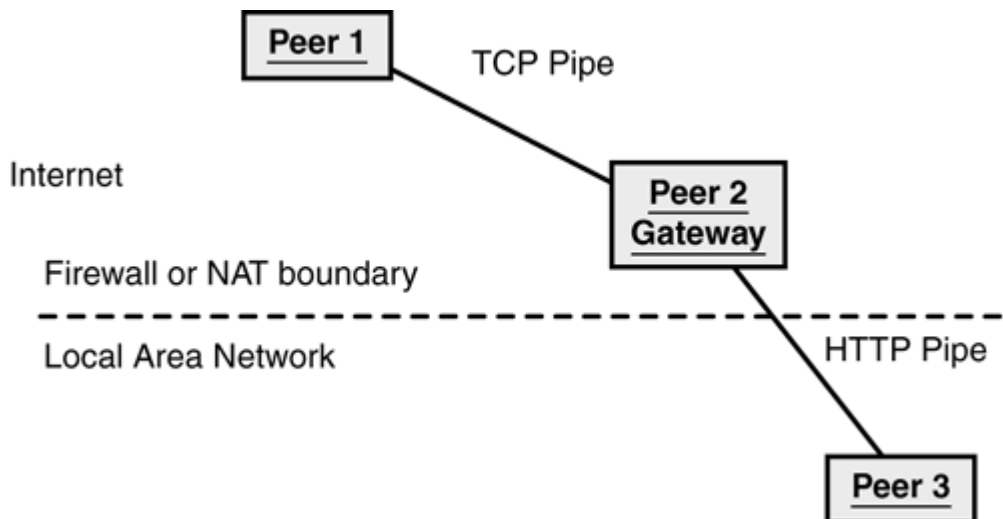 Peer 1
TCP Pipe
Internet
Peer 2
Gateway
Firewall or NAT boundary
Local Area Network
HTTP Pipe
Peer 3